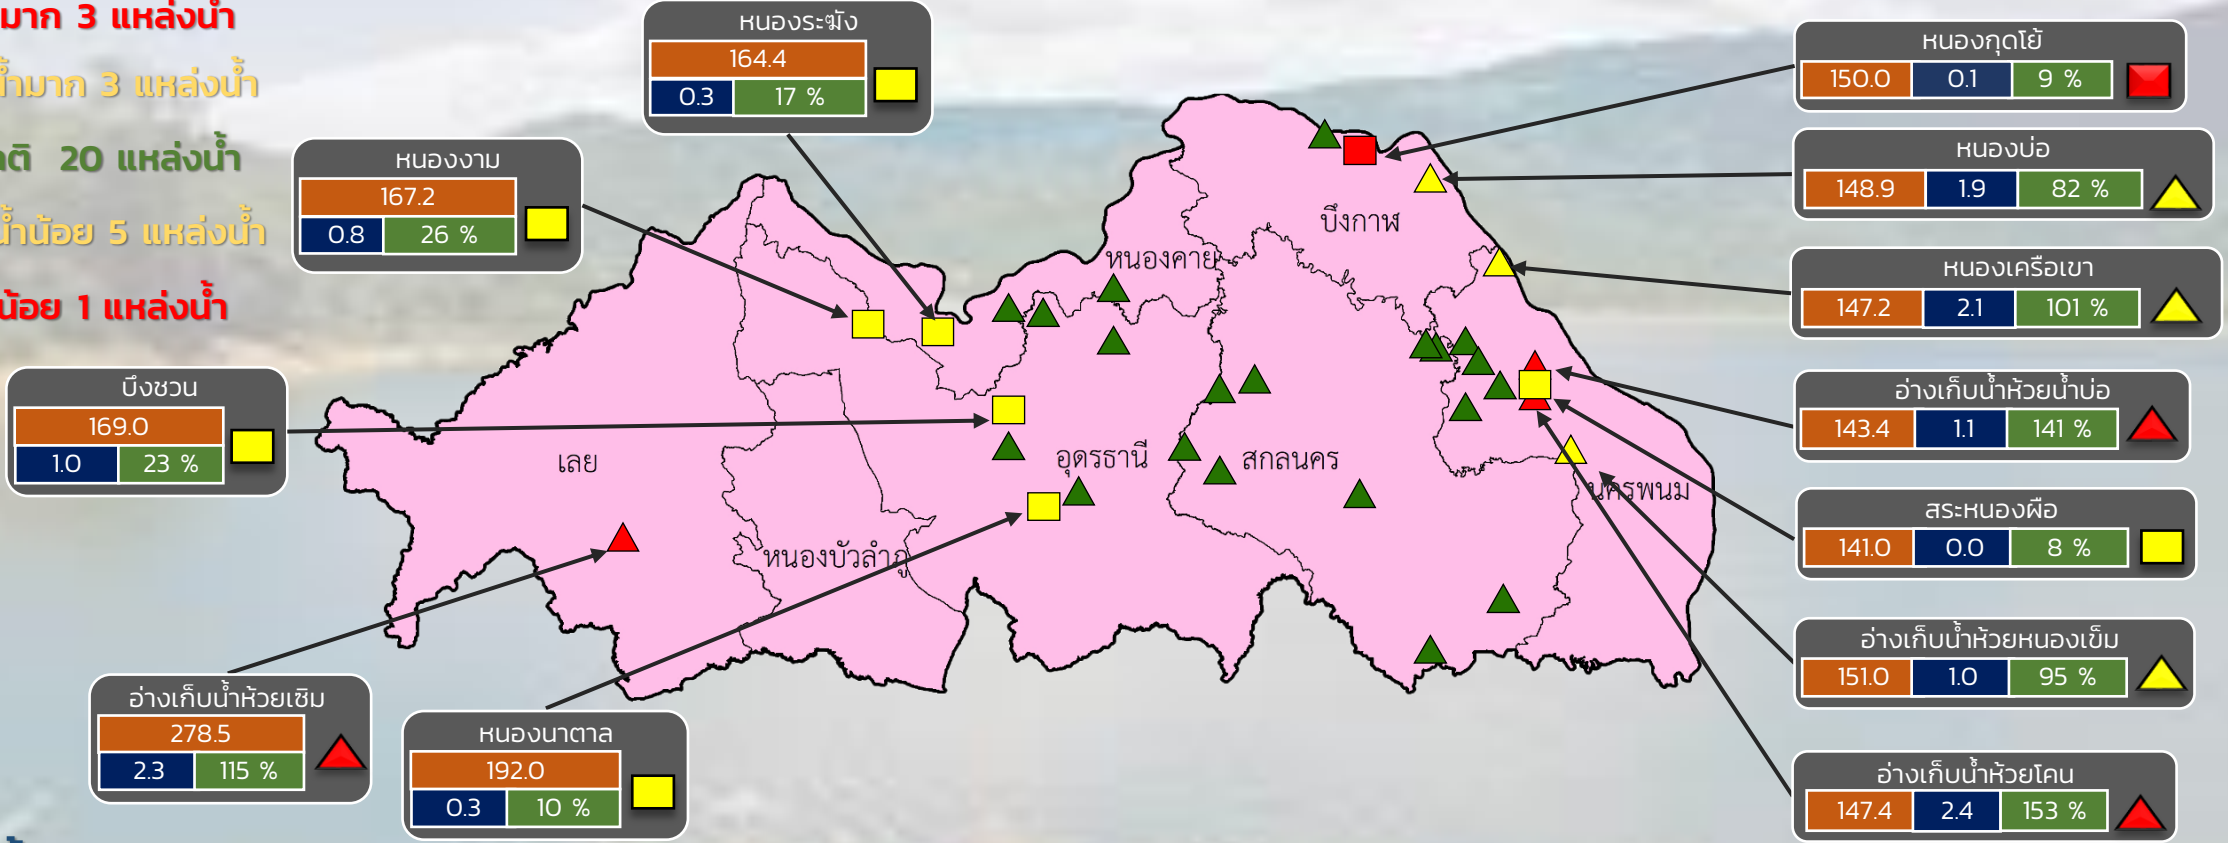 มาก 3 แหล่งน้ำ
น้ำมาก 3 แหล่งน้ำ
20 แหล่งน้ำ
น้ำน้อย 5 แหล่งน้ำ
น้อย 1 แหล่งน้ำ
หนองระฆัง
164.4
0.3 17 %
หนองงาม
167.2
0.8 26 %
บึงชวน
169.0
1.0 23 %
อ่างเก็บน้ำห้วยเซิม
278.5
2.3 115 %
หนองนาตาล
192.0
0.3 10 %
บึงกาฬ
หนองคาย
เลย
อุดรธานี
สกลนคร
นครพนม
หนองบัวลำภู
หนองกุดโย้
150.0 0.1 9 %
หนองบ่อ
148.9 1.9 82 %
หนองเครือเขา
147.2 2.1 101 %
อ่างเก็บน้ำห้วยน้ำบ่อ
143.4 1.1 141 %
สระหนองผือ
141.0 0.0 8 %
อ่างเก็บน้ำห้วยหนองเข็ม
151.0 1.0 95 %
อ่างเก็บน้ำห้วยโคน
147.4 2.4 153 %